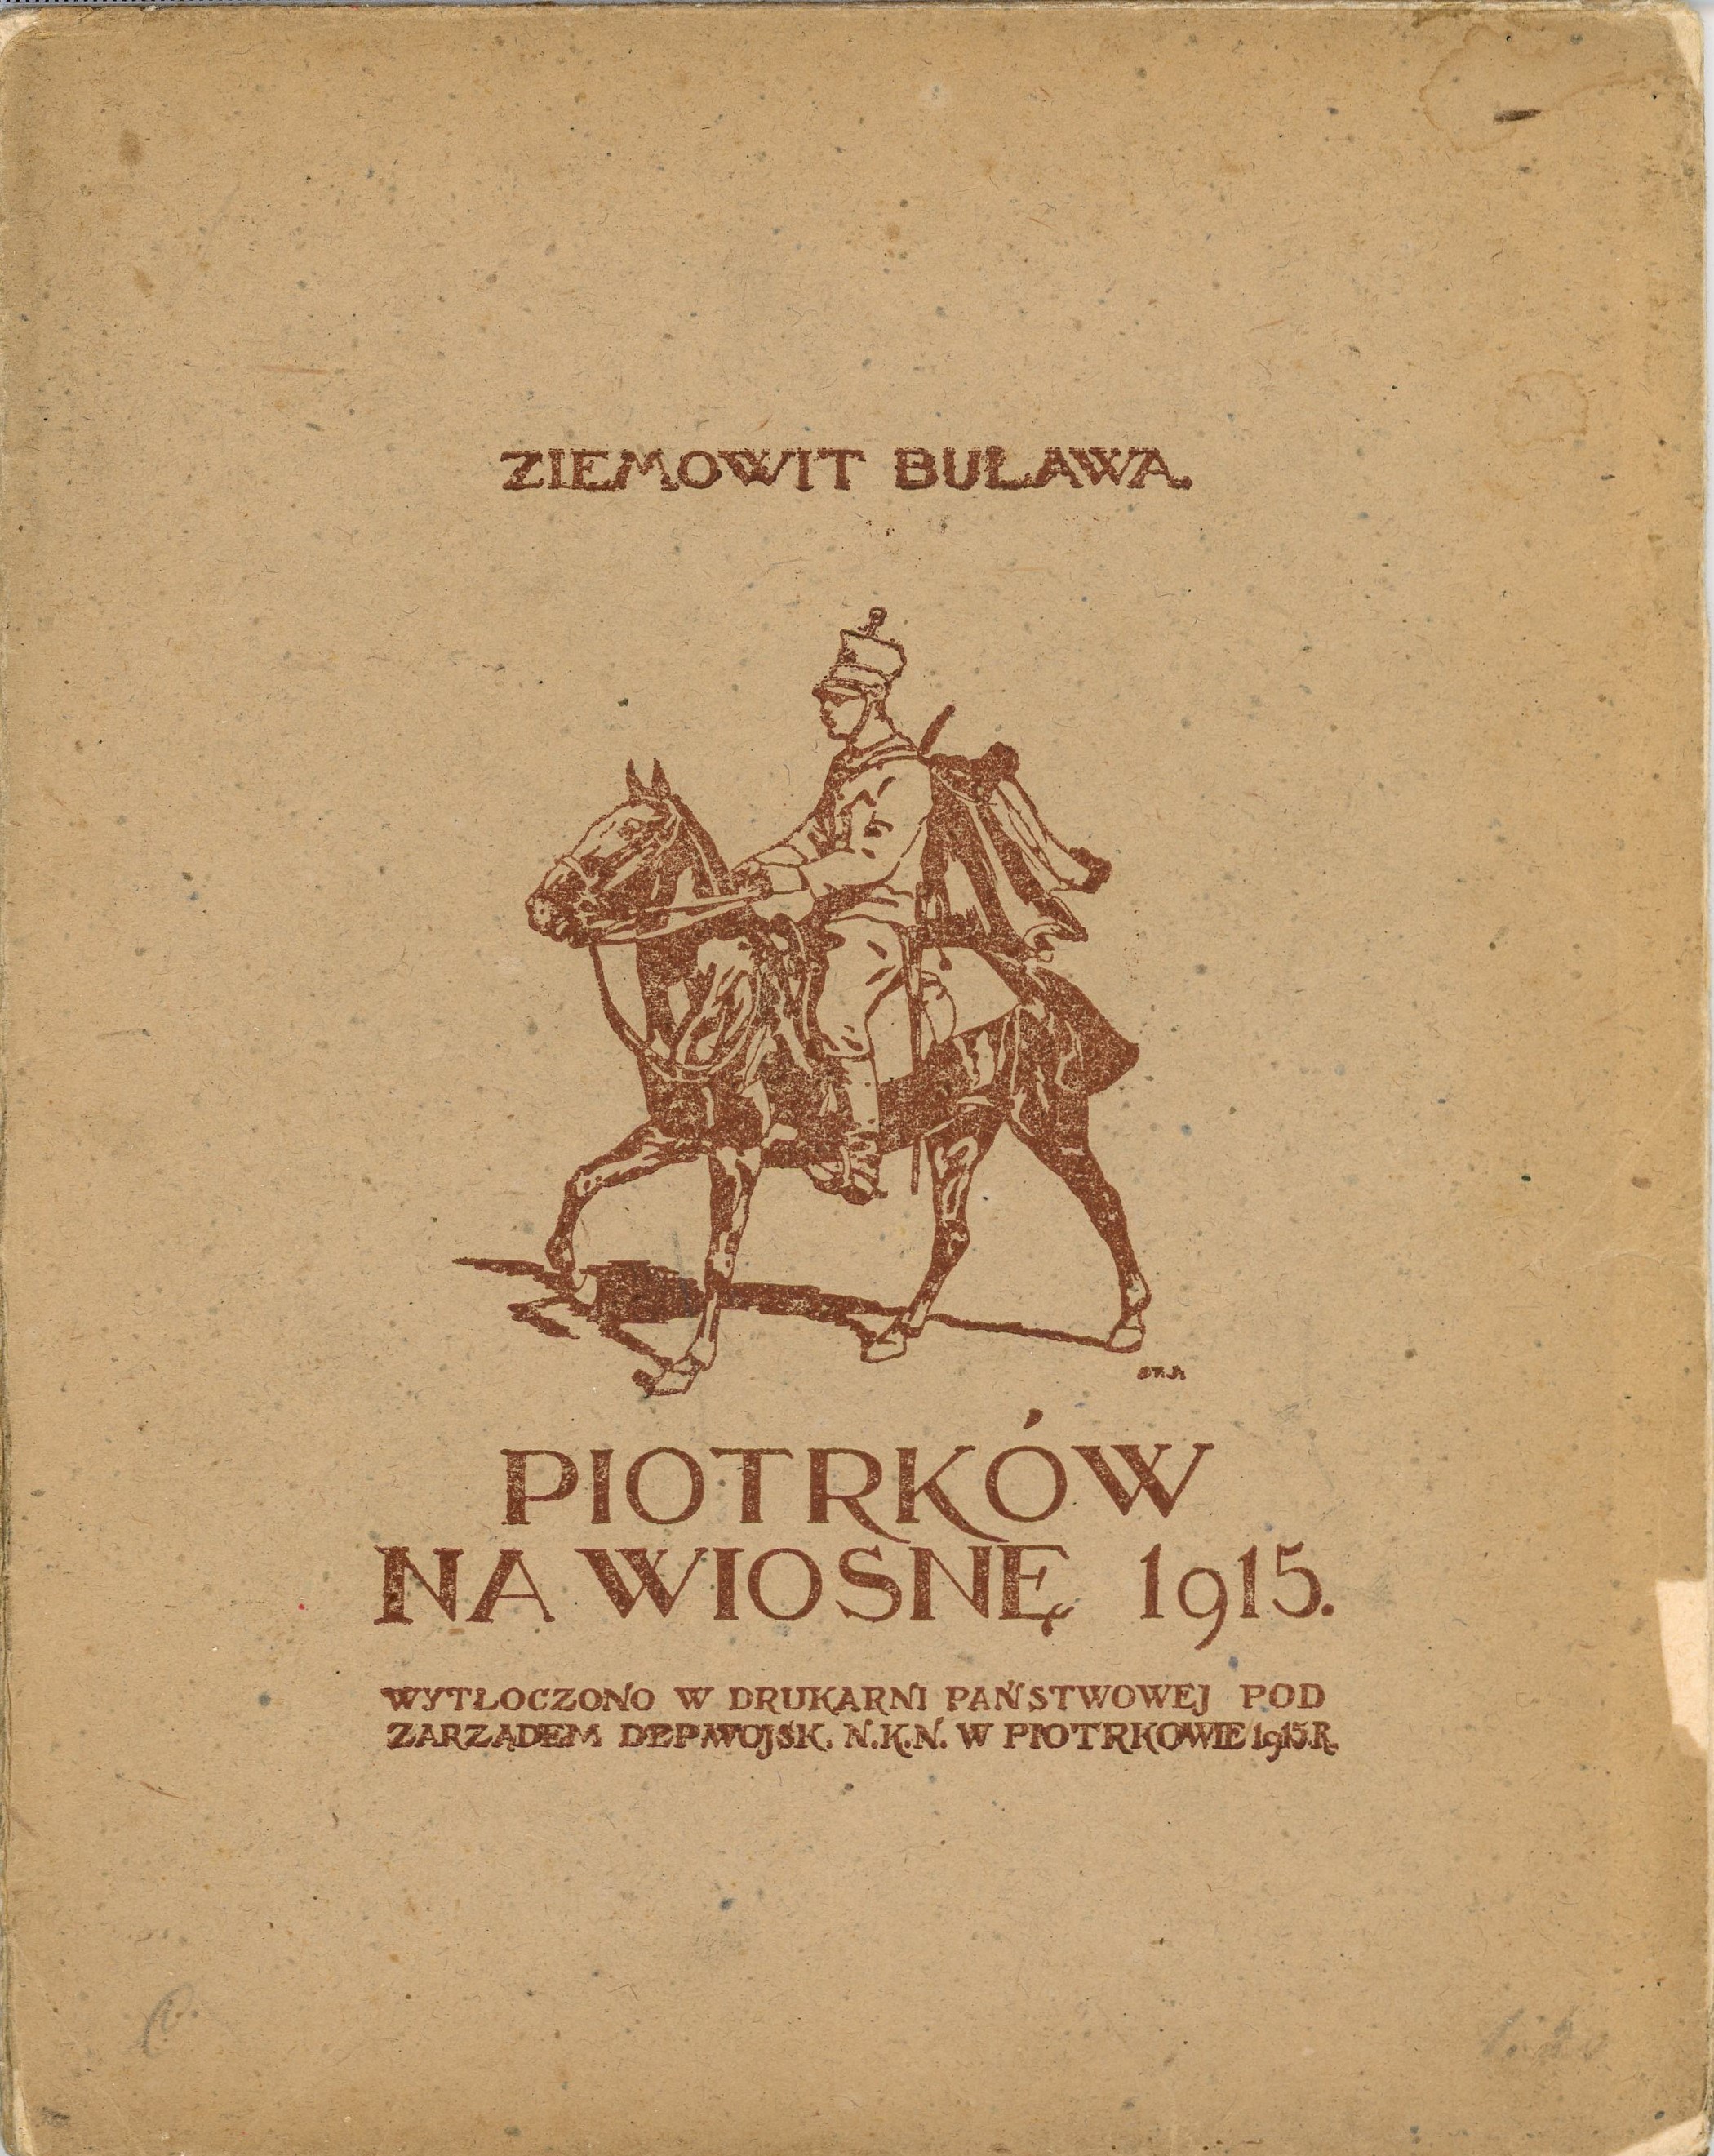 ZIEMOWIT BUŁAWA.
PIOTRKÓW
NA WIOSNĘ 1915.
WYTŁOCZONO W DRUKARNI PAŃSTWOWEJ POD
ZARZĄDEM DEP.WOJSK. N.K.N. W PIOTRKOWIE 1915.R.